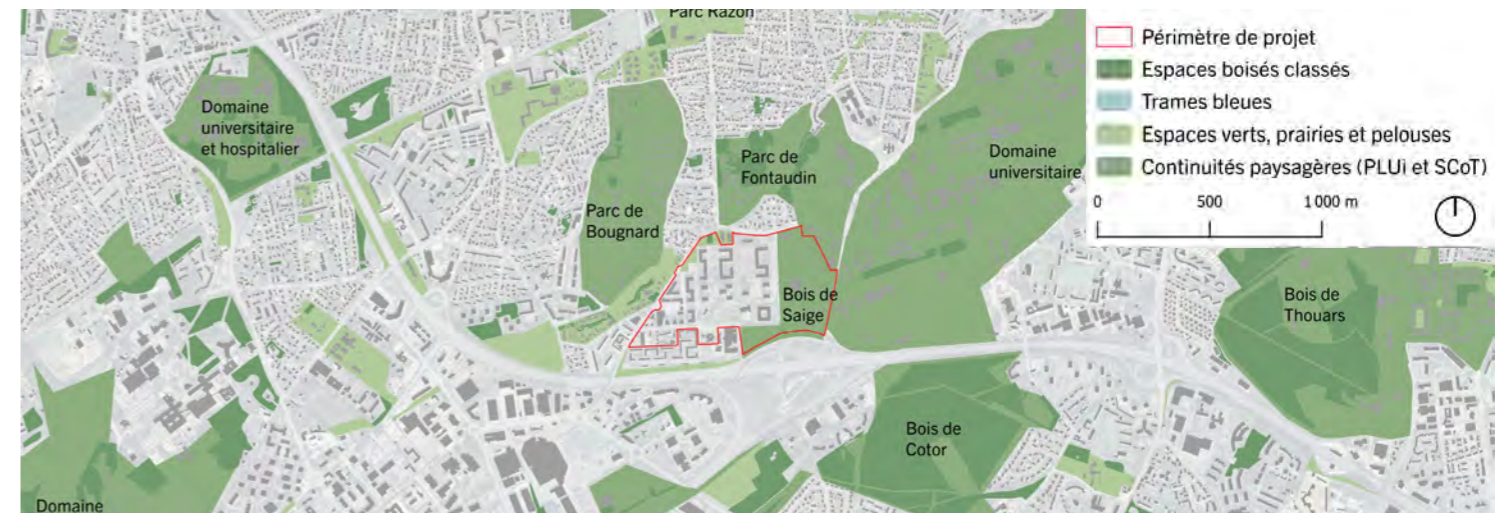 Parc Razon
Domaine
universitaire
et hospitalier
Parc de
Bougnard
Parc de
Fontaudin
Domaine
universitaire
Bois de
Saige
Bois de
Cotor
Bois de
Thouars
Domaine
Périmètre de projet
Espaces boisés classés
Trames bleues
Espaces verts, prairies et pelouses
Continuités paysagères (PLUi et SCoT)
0 500 1000 m